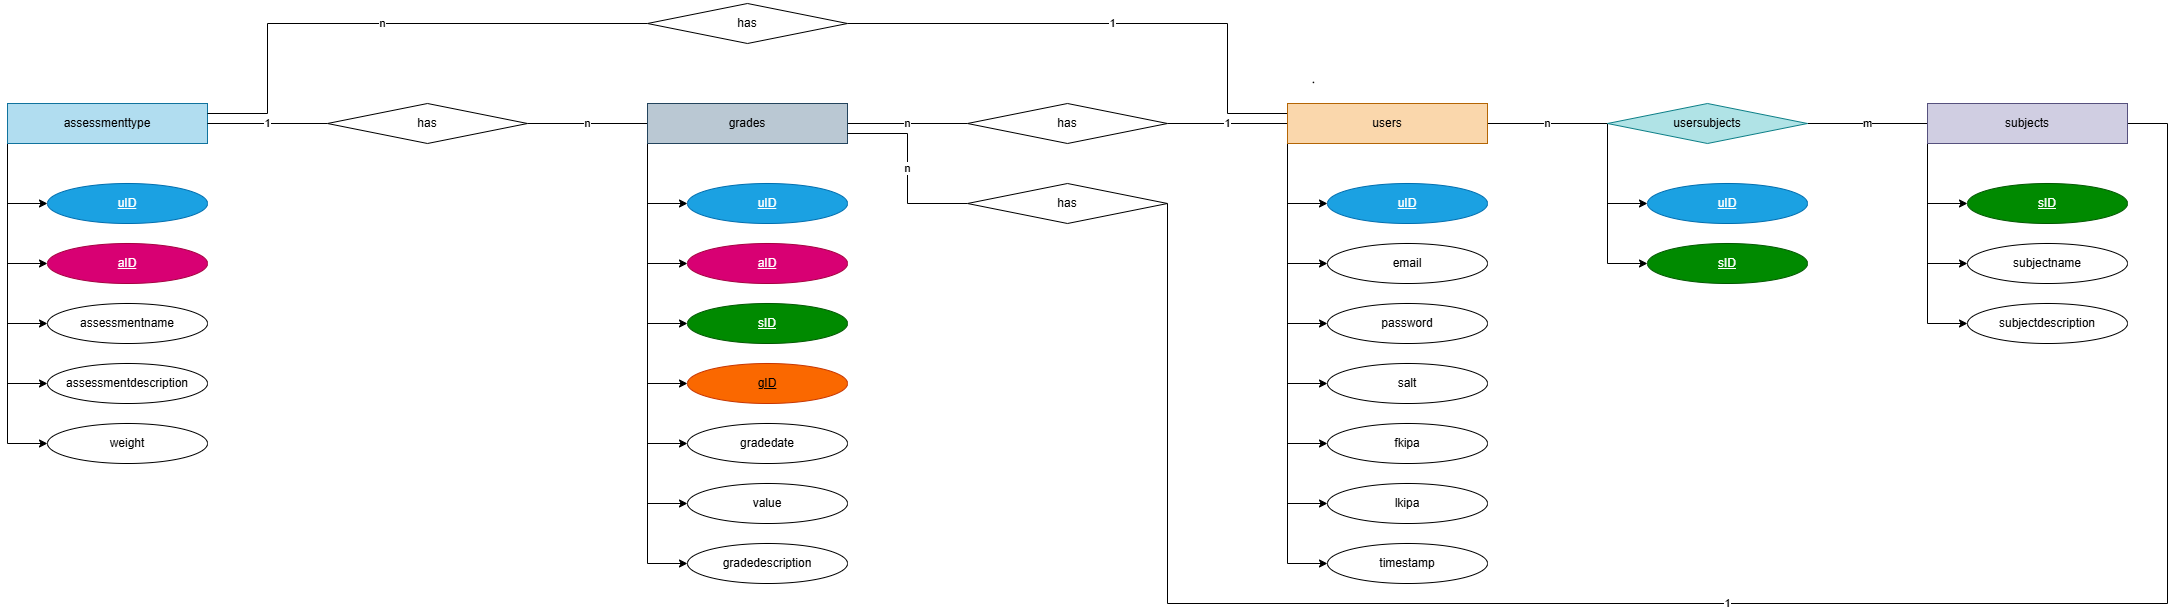 n
has
1
.
assessmenttype
1
has
n
grades
n
has
1
users
n
usersubjects
m
subjects
n
has
uID
aID
assessmentname
assessmentdescription
weight
uID
aID
sID
gID
gradedate
value
gradedescription
uID
email
password
salt
fkipa
lkipa
timestamp
uID
sID
sID
subjectname
subjectdescription
1